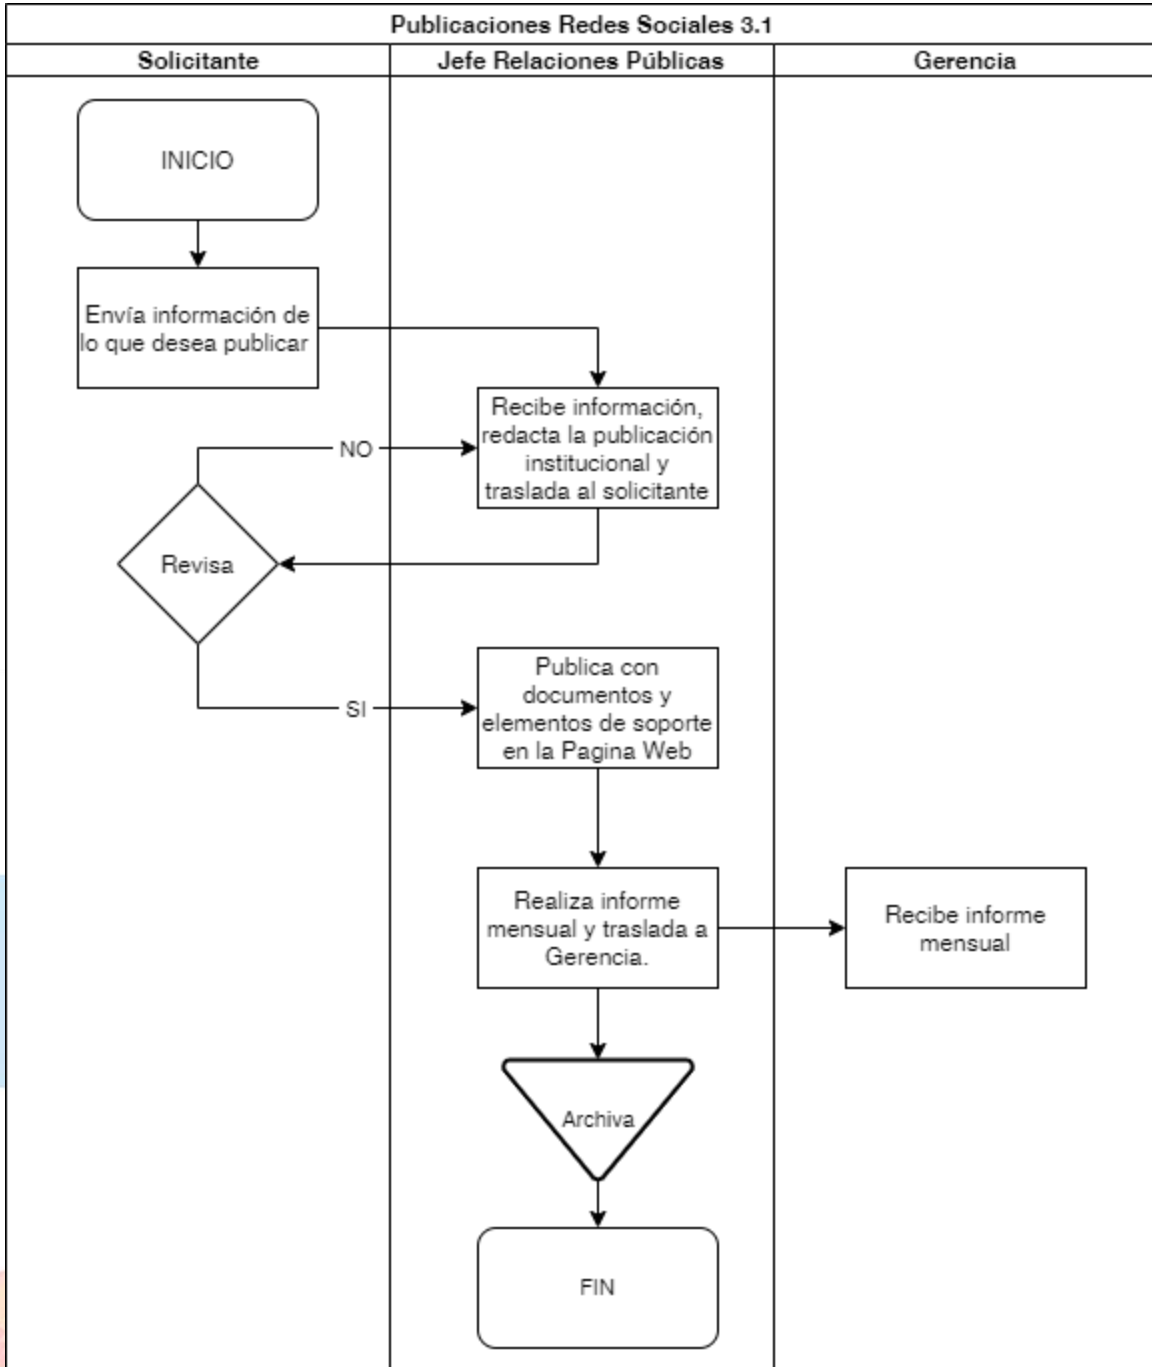 Publicaciones Redes Sociales 3.1
Solicitante
Jefe Relaciones Públicas
Gerencia
INICIO
Envía información de
lo que desea publicar
Recibe información,
redacta la publicación
institucional y
traslada al solicitante
NO
Revisa
SI
Publica con
documentos y
elementos de soporte
en la Pagina Web
Realiza informe
mensual y traslada a
Gerencia.
Recibe informe
mensual
Archiva
FIN